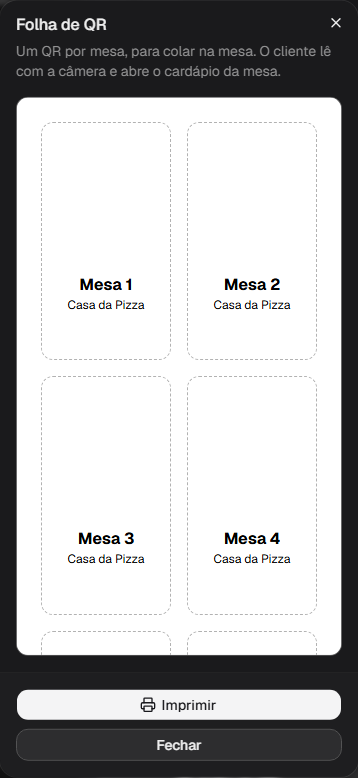 Folha de QR
Um QR por mesa, para colar na mesa. O cliente lê
com a câmera e abre o cardápio da mesa.
Mesa 1
Casa da Pizza
Mesa 2
Casa da Pizza
Mesa 3
Casa da Pizza
Mesa 4
Casa da Pizza
Imprimir
Fechar